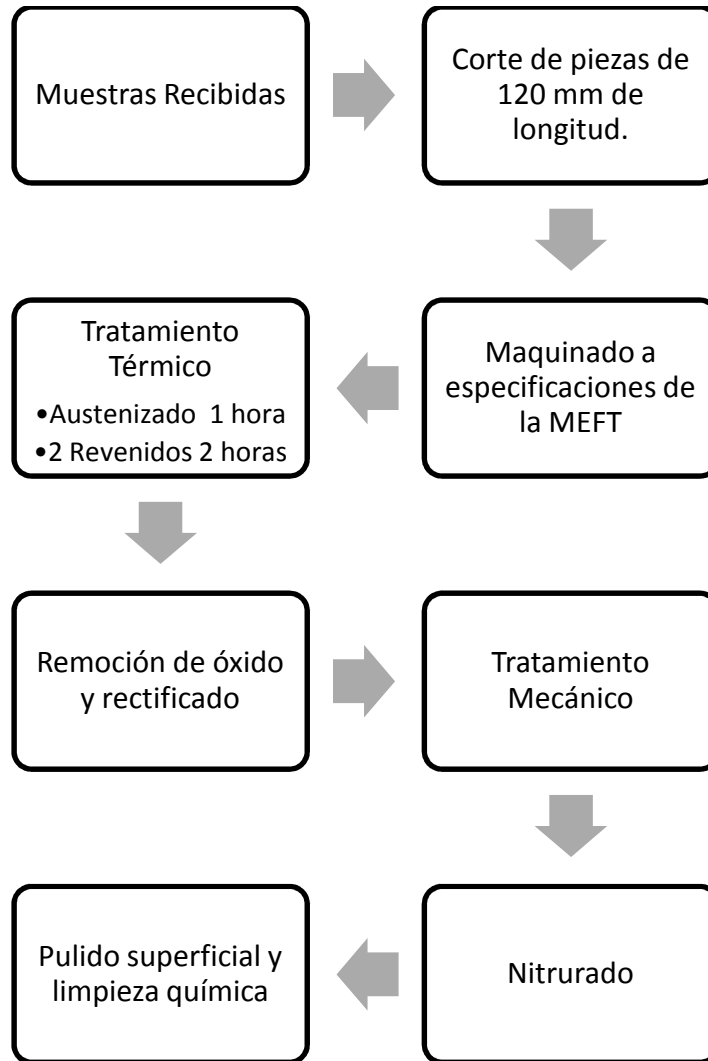 Muestras Recibidas
Corte de piezas de
120 mm de
longitud.
Maquinado a
especificaciones de
la MEFT
Tratamiento
Térmico
•Austenizado 1 hora
•2 Revenidos 2 horas
Remoción de óxido
y rectificado
Tratamiento
Mecánico
Nitrurado
Pulido superficial y
limpieza química